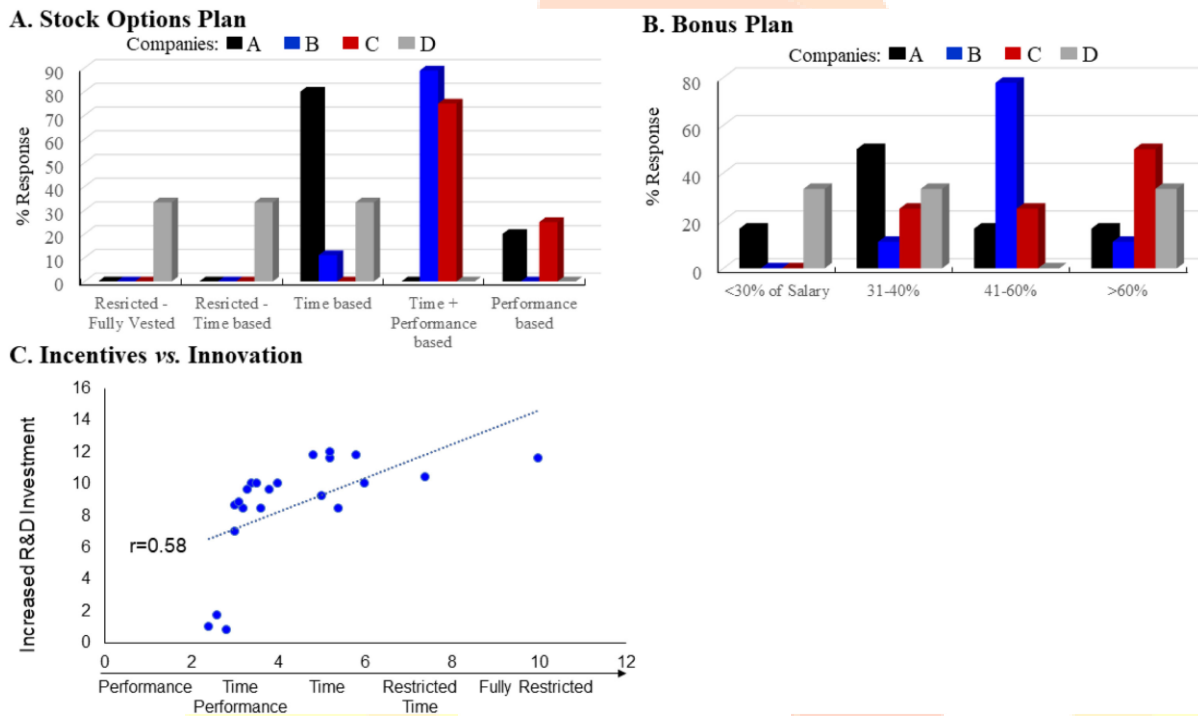 A. Stock Options Plan
Companies: A B C D
% Response
90
80
70
60
50
40
30
20
10
0
Resricted - Fully Vested
Resricted - Time based
Time based
Time + Performance based
Performance based
B. Bonus Plan
Companies: A B C D
% Response
80
60
40
20
0
<30% of Salary 31-40% 41-60% >60%
C. Incentives vs. Innovation
Increased R&D Investment
16
14
12
10
8
6
4
2
0
r=0.58
0 2 4 6 8 10 12
Performance
Time Performance
Time
Restricted Time
Fully Restricted